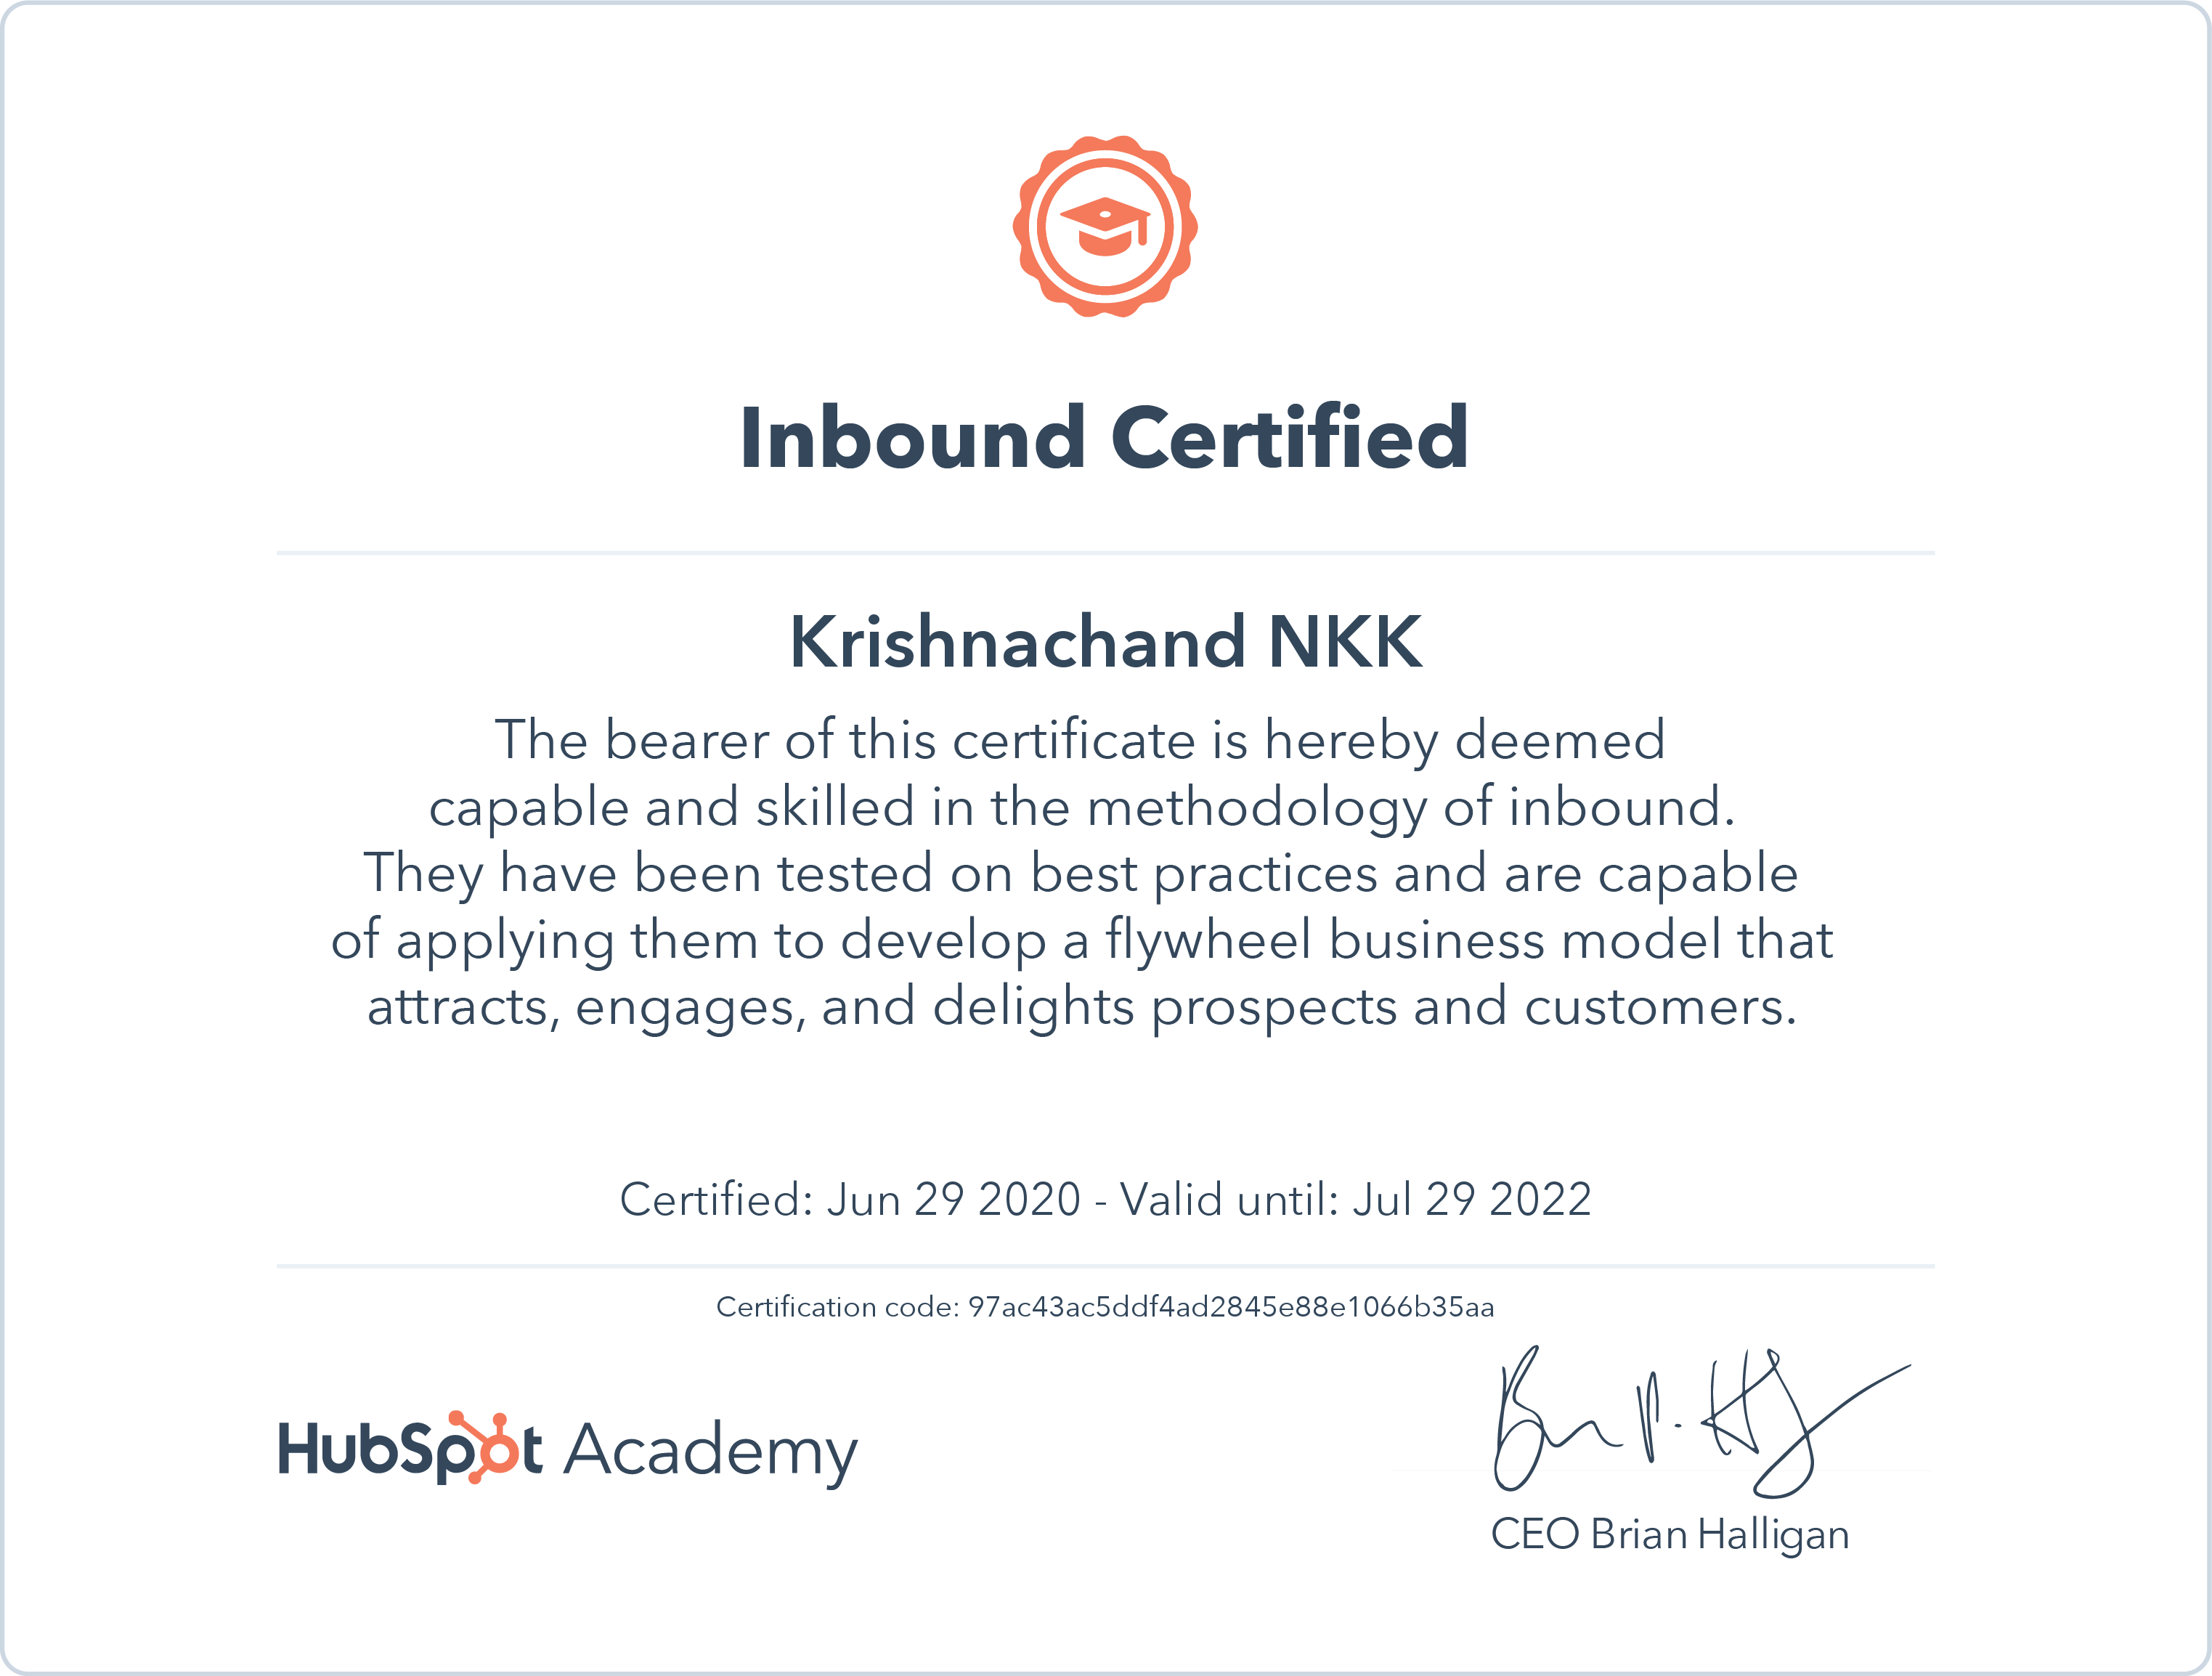 Inbound Certified
Krishnachand NKK
The bearer of this certificate is hereby deemed
capable and skilled in the methodology of inbound.
They have been tested on best practices and are capable
of applying them to develop a flywheel business model that
attracts, engages, and delights prospects and customers.
Certified: Jun 29 2020 - Valid until: Jul 29 2022
Certification code: 97ac43ac5ddf4ad2845e88e1066b35aa
HubSpot Academy
CEO Brian Halligan